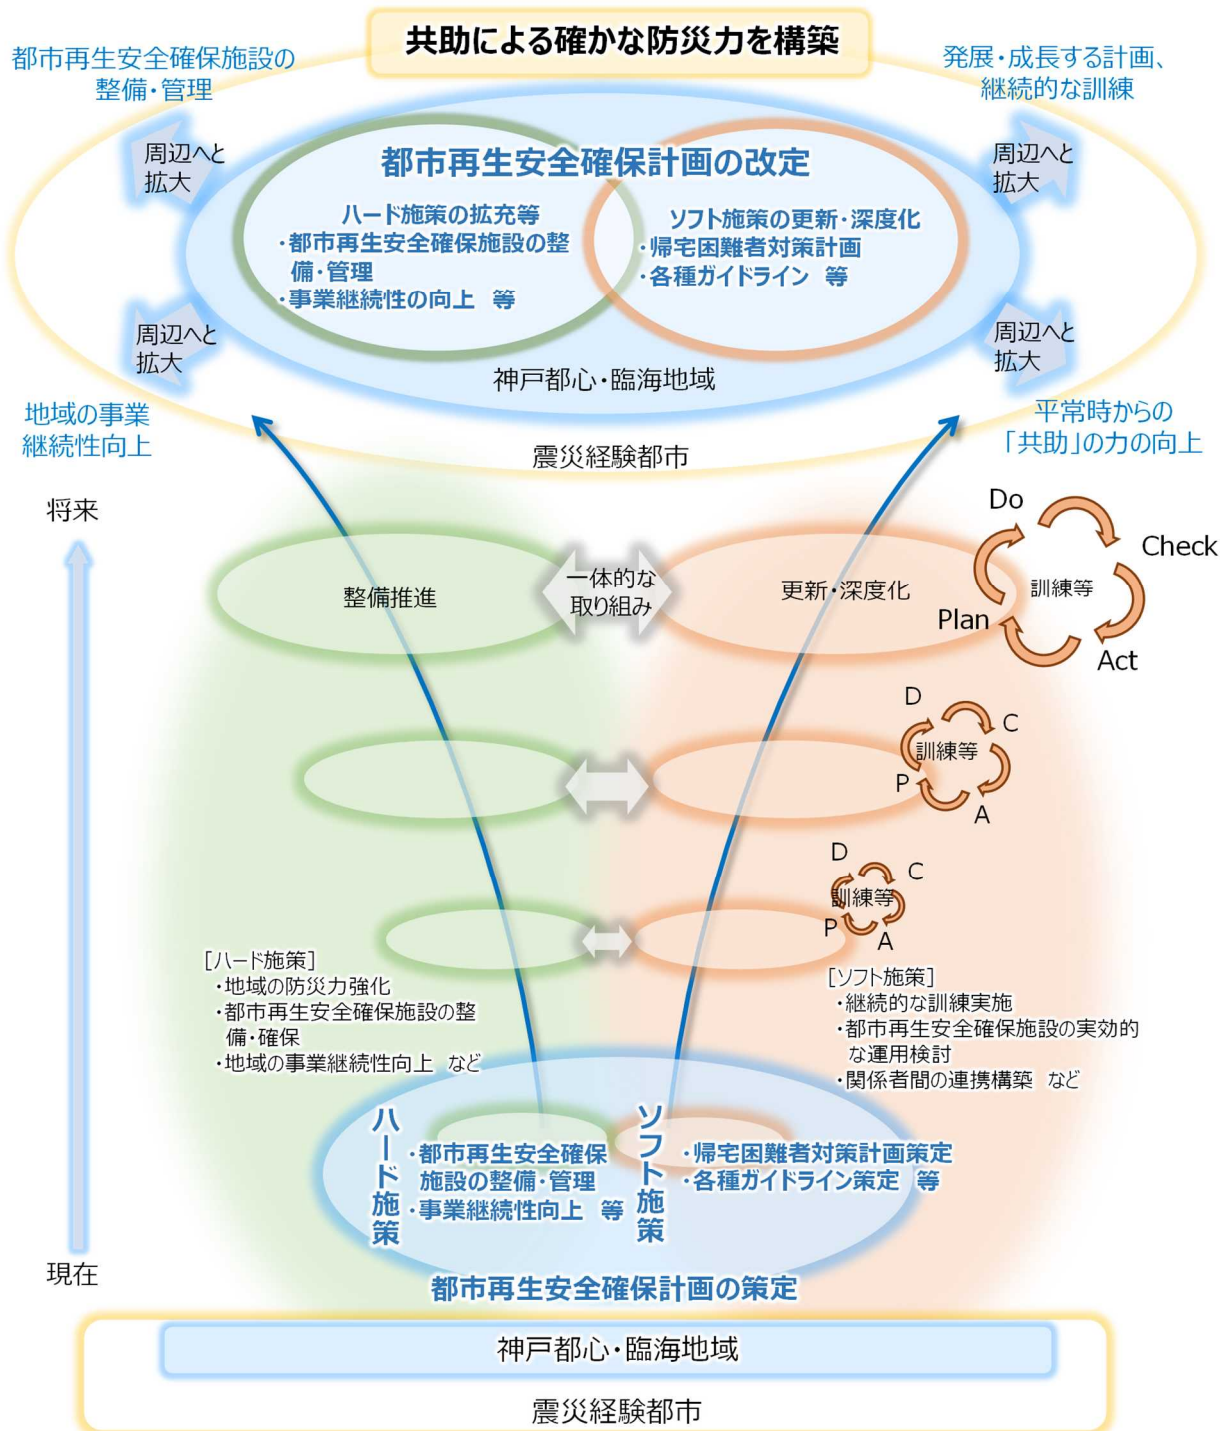 共助による確かな防災力を構築
都市再生安全確保施設の
整備・管理
発展・成長する計画、
継続的な訓練
周辺へと
拡大
周辺へと
拡大
都市再生安全確保計画の改定
ハード施策の拡充等
・都市再生安全確保施設の整
備・管理
・事業継続性の向上 等
ソフト施策の更新・深度化
・帰宅困難者対策計画
・各種ガイドライン 等
周辺へと
拡大
周辺へと
拡大
神戸都心・臨海地域
地域の事業
継続性向上
平常時からの
「共助」の力の向上
震災経験都市
将来
整備推進
一体的な
取り組み
更新・深度化
Do
Check
訓練等
Plan
Act
D
C
訓練等
P
A
D
C
訓練等
P
A
[ハード施策]
・地域の防災力強化
・都市再生安全確保施設の整
備・確保
・地域の事業継続性向上 など
[ソフト施策]
・継続的な訓練実施
・都市再生安全確保施設の実効的
な運用検討
・関係者間の連携構築 など
ハード施策
・都市再生安全確保
施設の整備・管理
・事業継続性向上 等
ソフト施策
・帰宅困難者対策計画策定
・各種ガイドライン策定 等
現在
都市再生安全確保計画の策定
神戸都心・臨海地域
震災経験都市